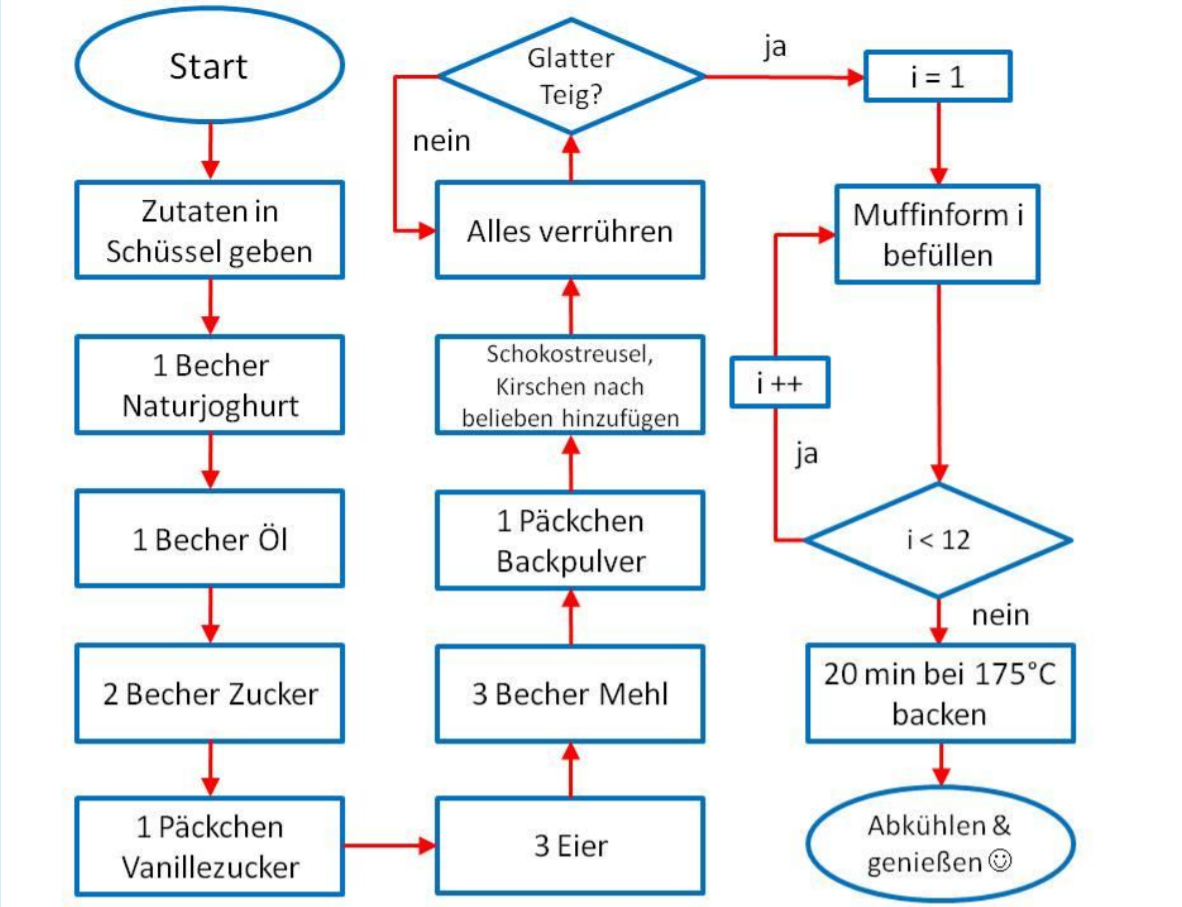 Start
Zutaten in
Schüssel geben
1 Becher
Naturjoghurt
1 Becher Öl
2 Becher Zucker
1 Päckchen
Vanillezucker
3 Eier
3 Becher Mehl
1 Päckchen
Backpulver
Schokostreusel,
Kirschen nach
belieben hinzufügen
Alles verrühren
Glatter
Teig?
nein
ja
i = 1
Muffinform i
befüllen
i < 12
ja
i ++
nein
20 min bei 175°C
backen
Abkühlen &
genießen ☺